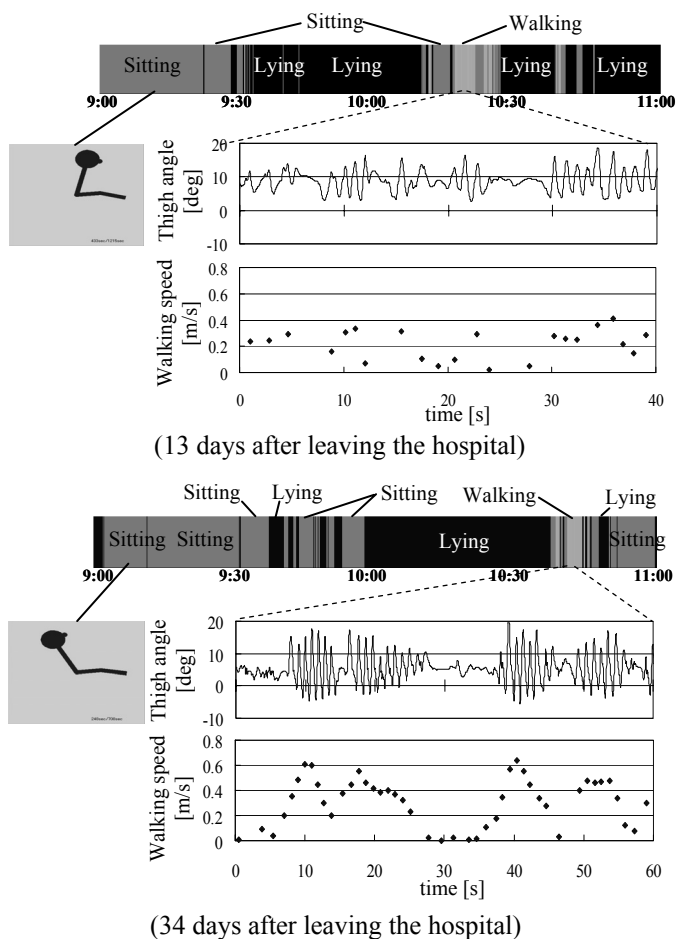 Sitting Walking
Sitting Lying Lying Lying Lying
9:00 9:30 10:00 10:30 11:00
Thigh angle
[deg]
20
10
0
-10
Walking speed
[m/s]
0.8
0.6
0.4
0.2
0
0 10 20 30 40
time [s]
(13 days after leaving the hospital)
Sitting Lying Sitting Walking Lying
Sitting Sitting Lying Sitting
9:00 9:30 10:00 10:30 11:00
Thigh angle
[deg]
20
10
0
-10
Walking speed
[m/s]
0.8
0.6
0.4
0.2
0
0 10 20 30 40 50 60
time [s]
(34 days after leaving the hospital)